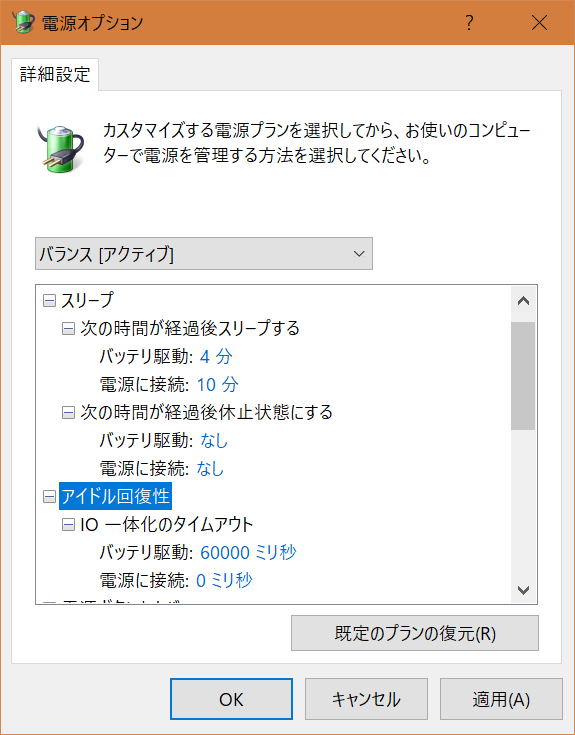 電源オプション
詳細設定
カスタマイズする電源プランを選択してから、お使いのコンピュー
ターで電源を管理する方法を選択してください。
バランス [アクティブ]
スリープ
次の時間が経過後スリープする
バッテリ駆動: 4 分
電源に接続: 10 分
次の時間が経過後休止状態にする
バッテリ駆動: なし
電源に接続: なし
アイドル回復性
IO 一体化のタイムアウト
バッテリ駆動: 60000 ミリ秒
電源に接続: 0 ミリ秒
既定のプランの復元(R)
OK
キャンセル
適用(A)